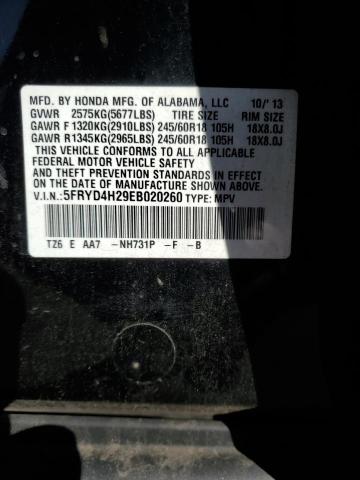 MFD. BY HONDA MFG. OF ALABAMA, LLC 10/'13
GVWR 2575KG(5677LBS) TIRE SIZE RIM SIZE
GAWR F 1320KG(2910LBS) 245/60R18 105H 18X8.0J
GAWR R1345KG(2965LBS) 245/60R18 105H 18X8.0J
THIS VEHICLE CONFORMS TO ALL APPLICABLE
FEDERAL MOTOR VEHICLE SAFETY
AND THEFT PREVENTION STANDARDS IN EFFECT
ON THE DATE OF MANUFACTURE SHOWN ABOVE.
V.I.N.: 5FRYD4H29EB020260 TYPE: MPV
TZ6 E AA7 -NH731P -F -B